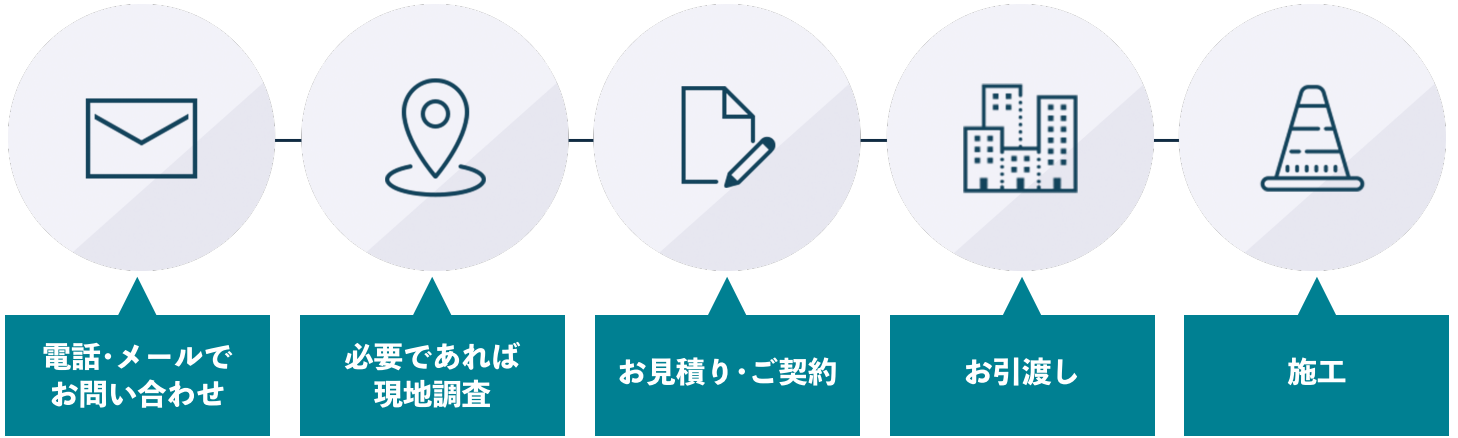 電話・メールで
お問い合わせ
必要であれば
現地調査
お見積り・ご契約
お引渡し
施工